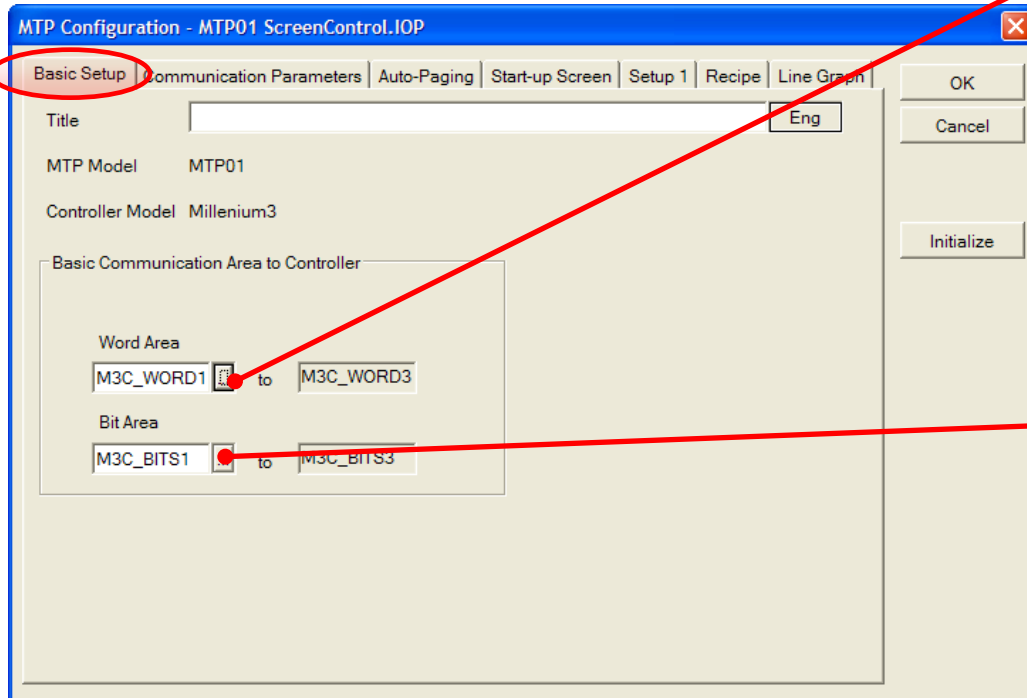 MTP Configuration - MTP01 ScreenControl.IOP
Basic Setup Communication Parameters Auto-Paging Start-up Screen Setup 1 Recipe Line Graph
OK
Title Eng
Cancel
MTP Model MTP01
Controller Model Millenium3
Initialize
Basic Communication Area to Controller
Word Area
M3C_WORD1 ... to M3C_WORD3
Bit Area
M3C_BITS1 ... to M3C_BITS3